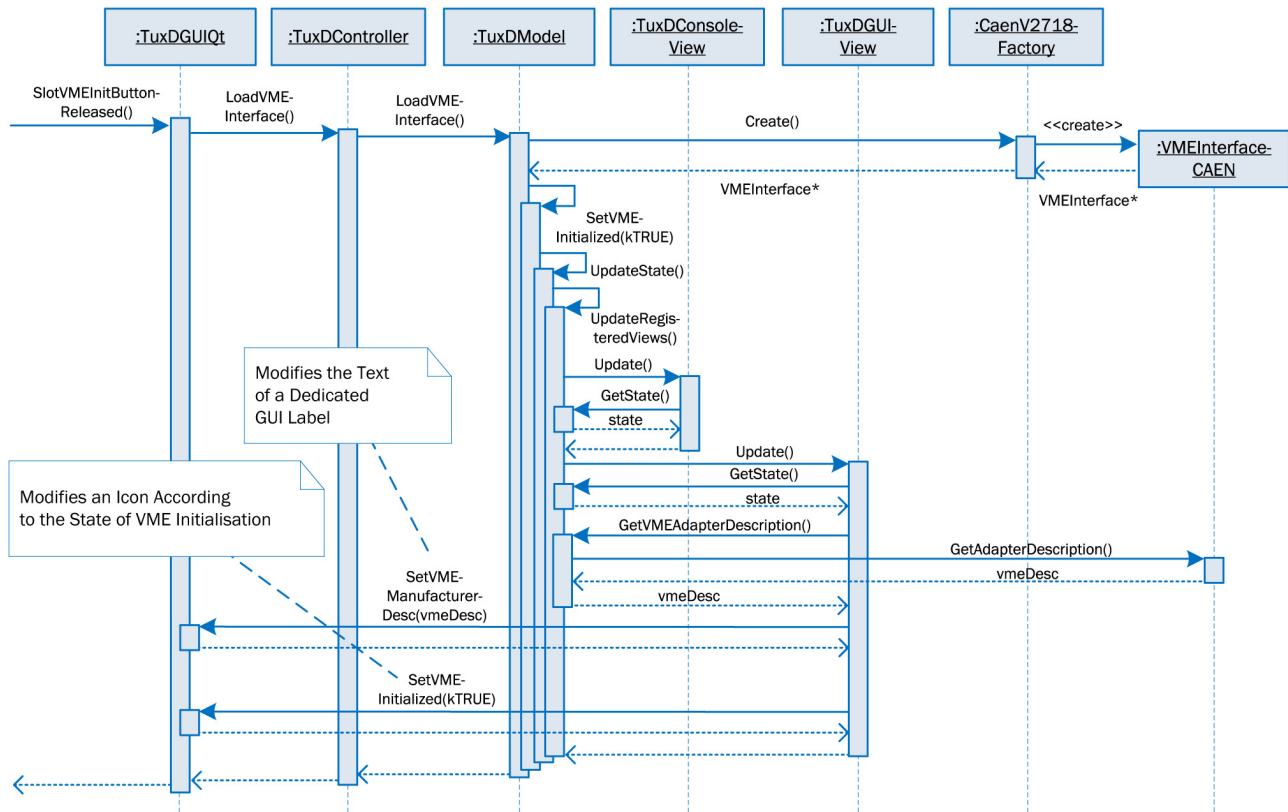 :TuxDGUIQt
:TuxDController
:TuxDModel
:TuxDConsole-
View
:TuxDGUI-
View
:CaenV2718-
Factory
SlotVMEInitButton-
Released()
LoadVME-
Interface()
LoadVME-
Interface()
Create()
<<create>>
:VMEInterface-
CAEN
VMEInterface*
VMEInterface*
SetVME-
Initialized(kTRUE)
UpdateState()
UpdateRegis-
teredViews()
Modifies the Text
of a Dedicated
GUI Label
Update()
GetState()
state
Update()
GetState()
state
Modifies an Icon According
to the State of VME Initialisation
GetVMEAdapterDescription()
GetAdapterDescription()
vmeDesc
SetVME-
Manufacturer-
Desc(vmeDesc)
vmeDesc
SetVME-
Initialized(kTRUE)